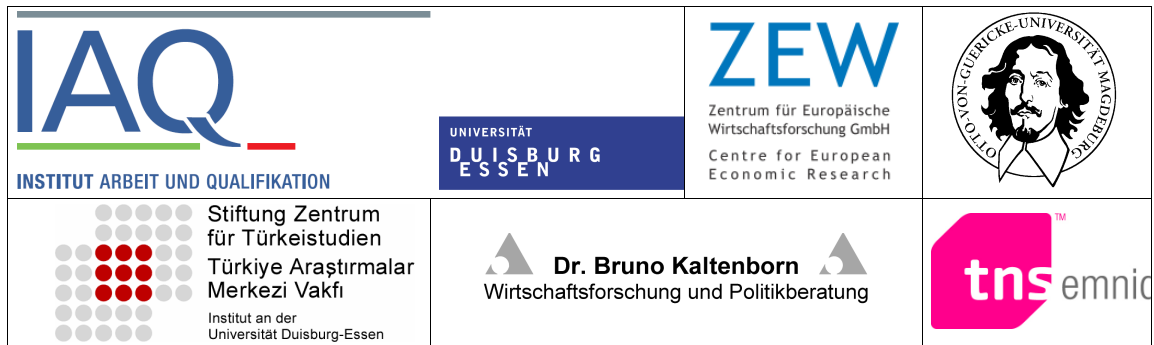 IAQ
INSTITUT ARBEIT UND QUALIFIKATION
UNIVERSITÄT
DUISBURG
ESSEN
ZEW
Zentrum für Europäische
Wirtschaftsforschung GmbH
Centre for European
Economic Research
OTTO-VON-GUERICKE-UNIVERSITÄT MAGDEBURG
Stiftung Zentrum
für Türkeistudien
Türkiye Araştırmalar
Merkezi Vakfı
Institut an der
Universität Duisburg-Essen
Dr. Bruno Kaltenborn
Wirtschaftsforschung und Politikberatung
TM
tns emnid